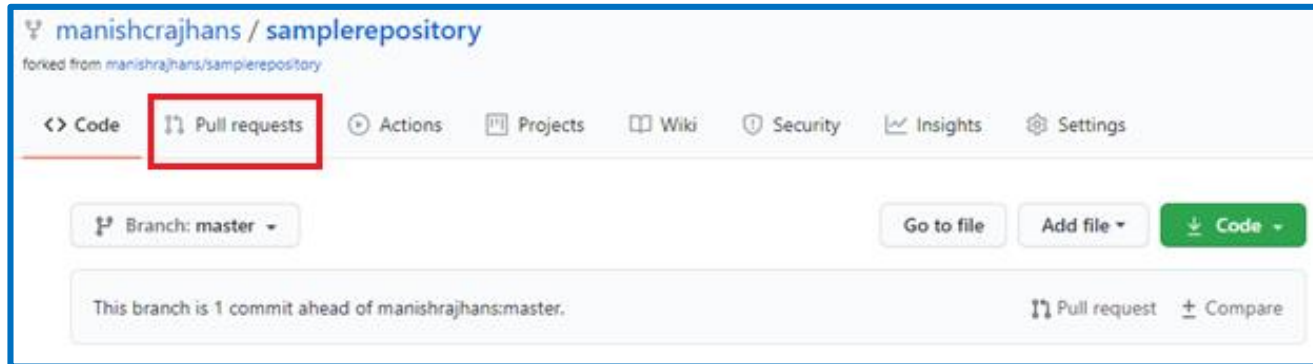 manishcrajhans / samplerepository
forked from manishrajhans/samplerepository
<> Code Pull requests Actions Projects Wiki Security Insights Settings
Branch: master Go to file Add file Code
This branch is 1 commit ahead of manishrajhans:master. Pull request Compare